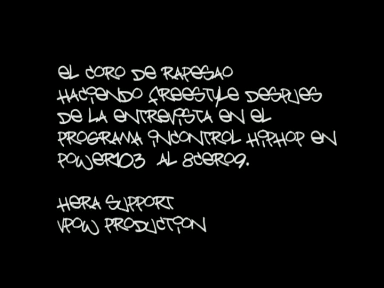 EL CORO DE RAPESAO
HACIENDO FREESTYLE DESPUES
DE LA ENTREVISTA EN EL
PROGRAMA INCONTROL HIPHOP EN
POWER103 AL 8CERO9.
HERA SUPPORT
VPOW PRODUCTION